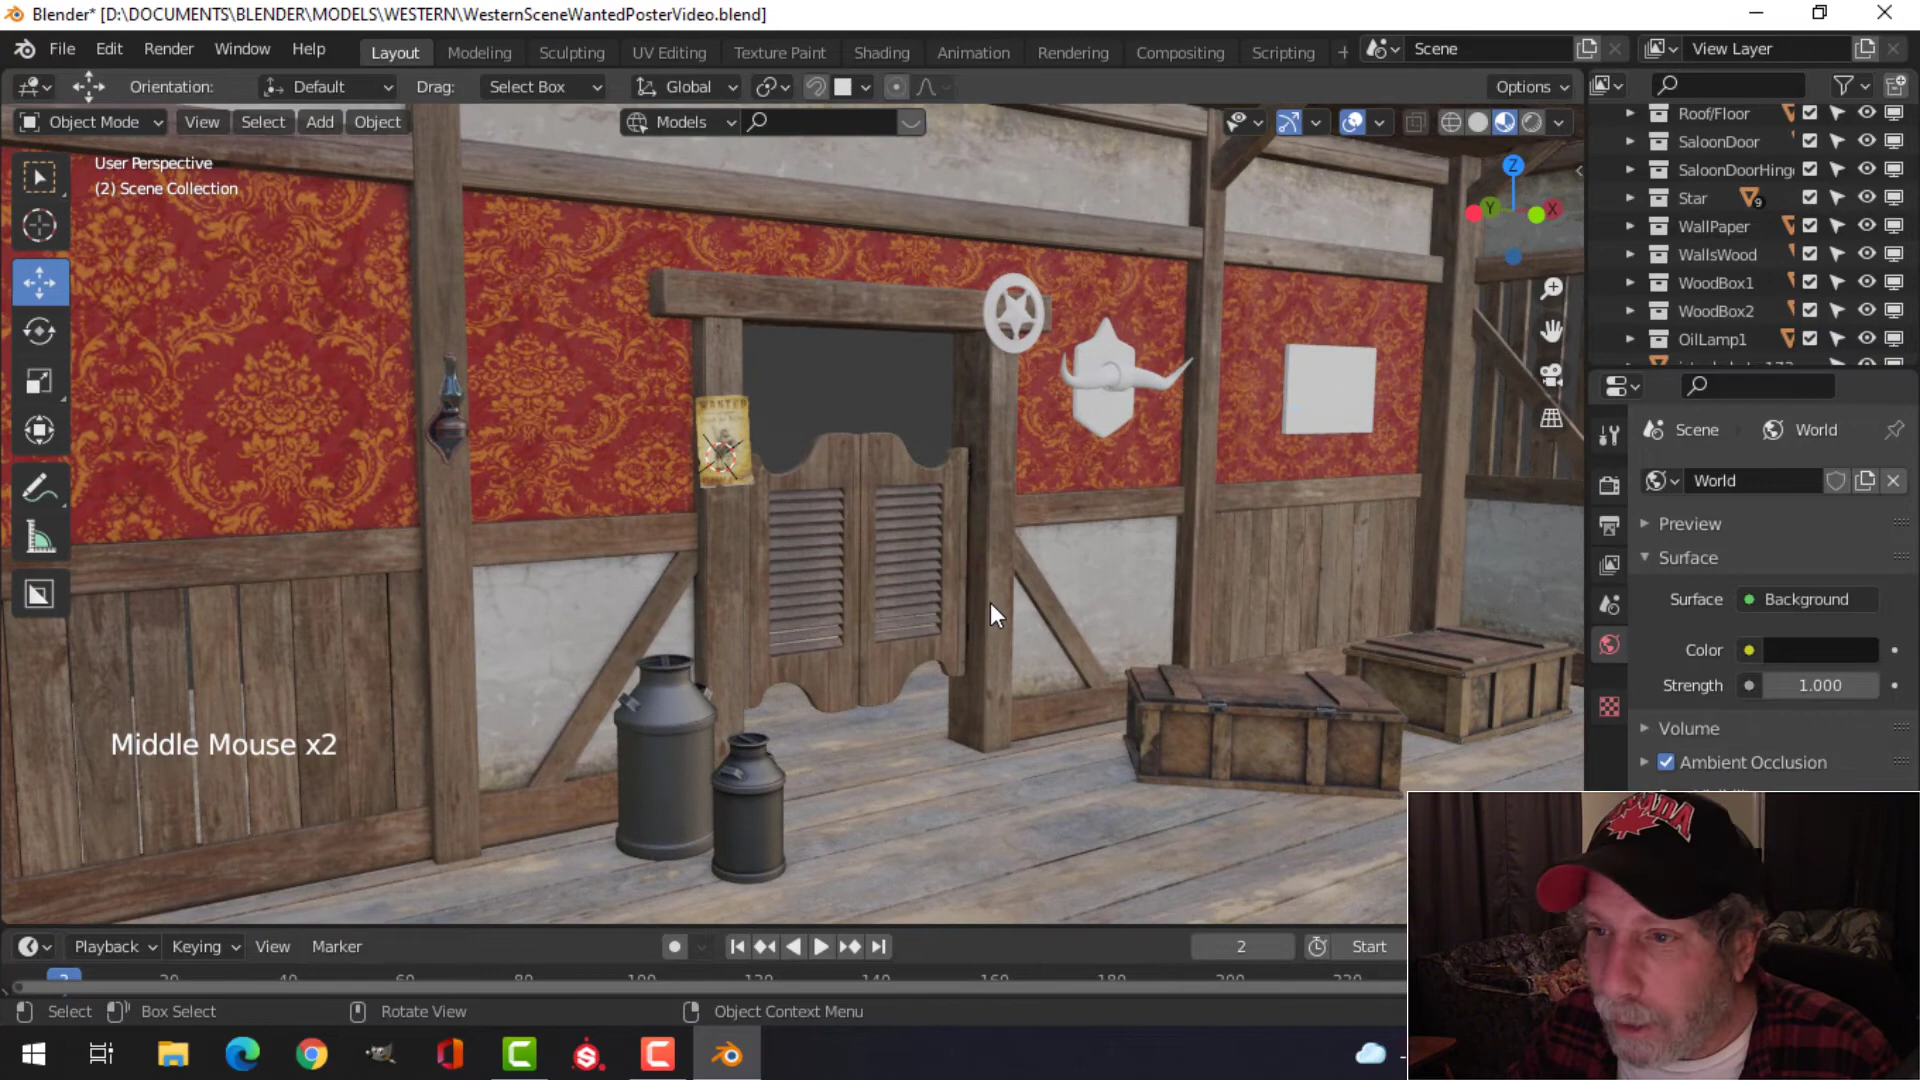 Blender* [D:\DOCUMENTS\BLENDER\MODELS\WESTERN\WesternSceneWantedPosterVideo.blend]
File Edit Render Window Help
Layout Modeling Sculpting UV Editing Texture Paint Shading Animation Rendering Compositing Scripting
Scene
View Layer
Orientation: Default Drag: Select Box Global Options
Object Mode View Select Add Object Models
User Perspective
(2) Scene Collection
Z
Y
X
WANTED
Roof/Floor
SaloonDoor
SaloonDoorHing
Star 9
WallPaper
WallsWood
WoodBox1
WoodBox2
OilLamp1
Scene World
World
Preview
Surface
Surface Background
Color
Strength 1.000
Volume
Ambient Occlusion
Middle Mouse x2
CANADA
Playback Keying View Marker 2 Start
2
Select Box Select Rotate View Object Context Menu